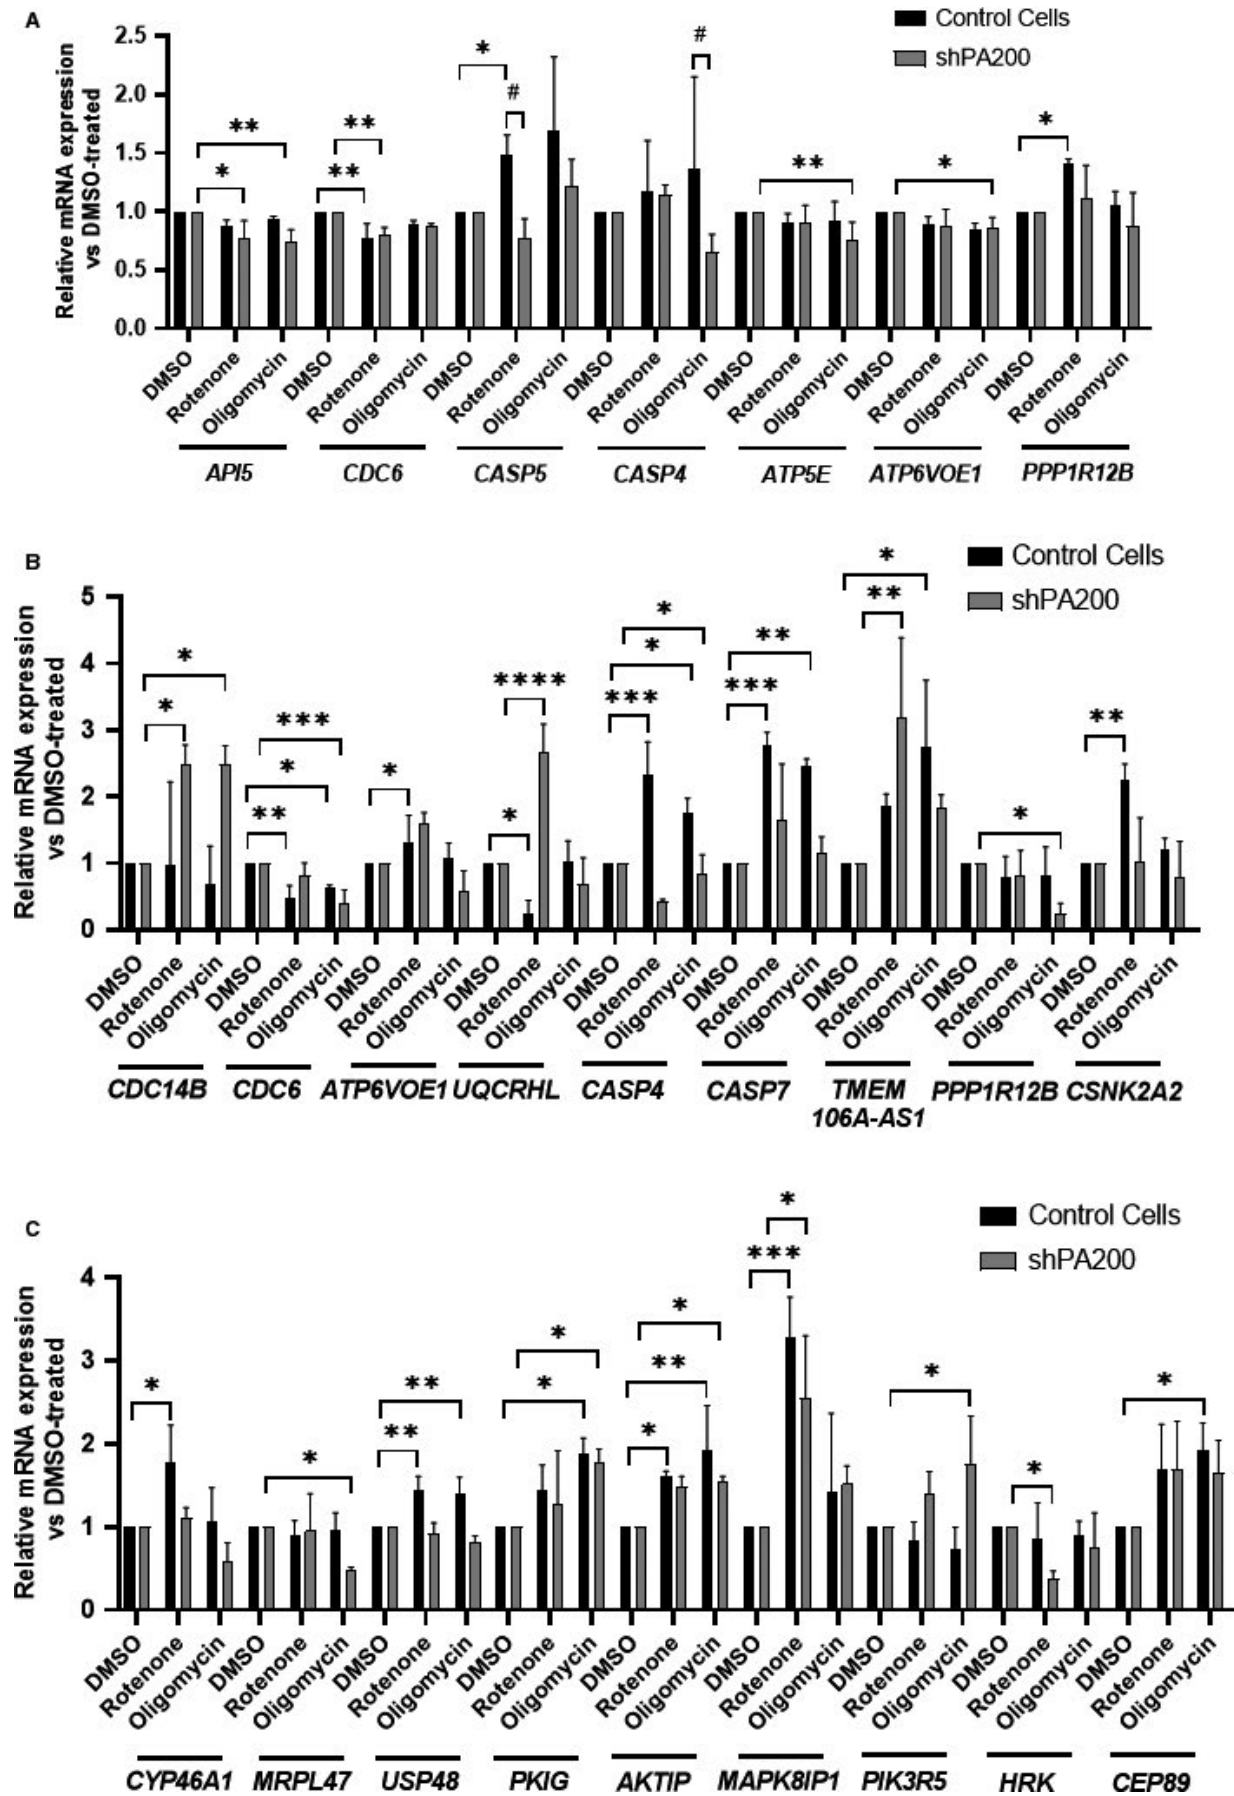 A
Control Cells
shPA200
Relative mRNA expression
vs DMSO-treated
2.5
2.0
1.5
1.0
0.5
0.0
** * ** ** * # # ** * *
DMSO Rotenone Oligomycin DMSO Rotenone Oligomycin DMSO Rotenone Oligomycin DMSO Rotenone Oligomycin DMSO Rotenone Oligomycin DMSO Rotenone Oligomycin DMSO Rotenone Oligomycin
API5 CDC6 CASP5 CASP4 ATP5E ATP6VOE1 PPP1R12B
B
Control Cells
shPA200
Relative mRNA expression
vs DMSO-treated
5
4
3
2
1
0
* * *** * ** * **** * * * *** ** *** * ** * **
DMSO Rotenone Oligomycin DMSO Rotenone Oligomycin DMSO Rotenone Oligomycin DMSO Rotenone Oligomycin DMSO Rotenone Oligomycin DMSO Rotenone Oligomycin DMSO Rotenone Oligomycin DMSO Rotenone Oligomycin DMSO Rotenone Oligomycin
CDC14B CDC6 ATP6VOE1 UQCRHL CASP4 CASP7 TMEM PPP1R12B CSNK2A2
106A-AS1
C
Control Cells
shPA200
Relative mRNA expression
vs DMSO-treated
4
3
2
1
0
* * ** ** * * * ** * * *** * * *
DMSO Rotenone Oligomycin DMSO Rotenone Oligomycin DMSO Rotenone Oligomycin DMSO Rotenone Oligomycin DMSO Rotenone Oligomycin DMSO Rotenone Oligomycin DMSO Rotenone Oligomycin DMSO Rotenone Oligomycin DMSO Rotenone Oligomycin
CYP46A1 MRPL47 USP48 PKIG AKTIP MAPK8IP1 PIK3R5 HRK CEP89